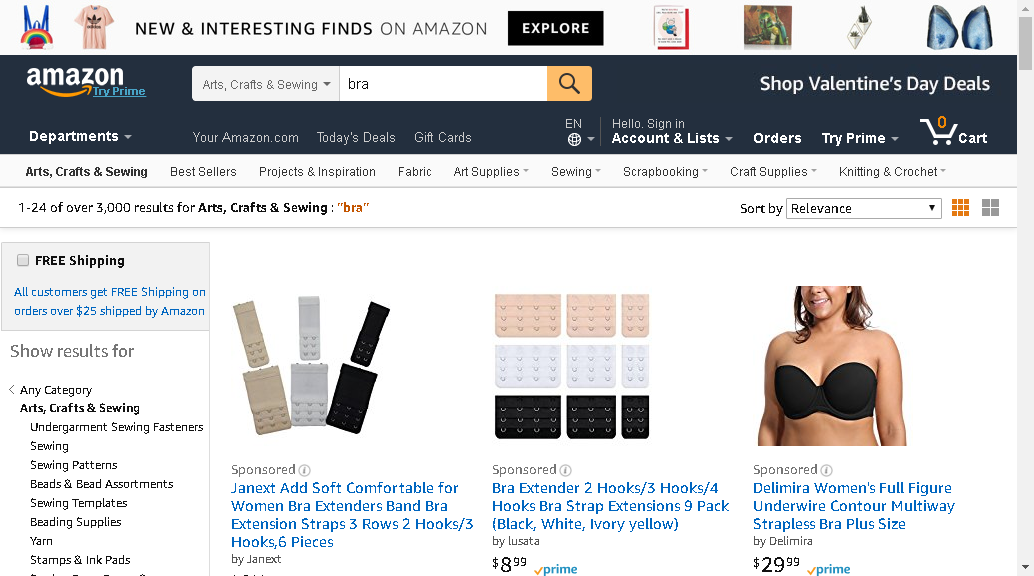 NEW & INTERESTING FINDS ON AMAZON
EXPLORE
amazon
Try Prime
Arts, Crafts & Sewing
bra
Shop Valentine's Day Deals
Departments
Your Amazon.com
Today's Deals
Gift Cards
EN
Hello. Sign in
Account & Lists
Orders
Try Prime
0
Cart
Arts, Crafts & Sewing
Best Sellers
Projects & Inspiration
Fabric
Art Supplies
Sewing
Scrapbooking
Craft Supplies
Knitting & Crochet
1-24 of over 3,000 results for Arts, Crafts & Sewing : "bra"
Sort by
Relevance
FREE Shipping
All customers get FREE Shipping on
orders over $25 shipped by Amazon
Show results for
Any Category
Arts, Crafts & Sewing
Undergarment Sewing Fasteners
Sewing
Sewing Patterns
Beads & Bead Assortments
Sewing Templates
Beading Supplies
Yarn
Stamps & Ink Pads
Sponsored
Janext Add Soft Comfortable for
Women Bra Extenders Band Bra
Extension Straps 3 Rows 2 Hooks/3
Hooks,6 Pieces
by Janext
Sponsored
Bra Extender 2 Hooks/3 Hooks/4
Hooks Bra Strap Extensions 9 Pack
(Black, White, Ivory yellow)
by lusata
$8 99
prime
Sponsored
Delimira Women's Full Figure
Underwire Contour Multiway
Strapless Bra Plus Size
by Delimira
$29 99
prime